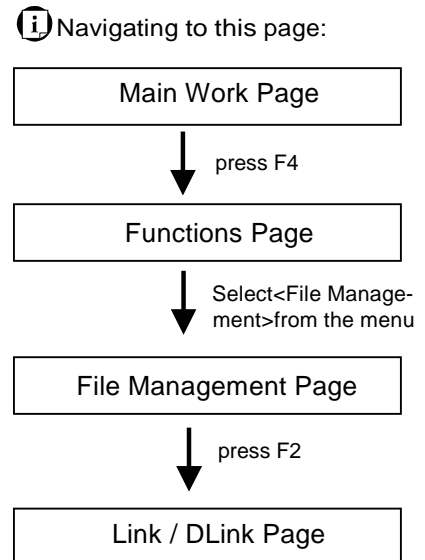 i Navigating to this page:
Main Work Page
press F4
Functions Page
Select<File Manage-
ment>from the menu
File Management Page
press F2
Link / DLink Page